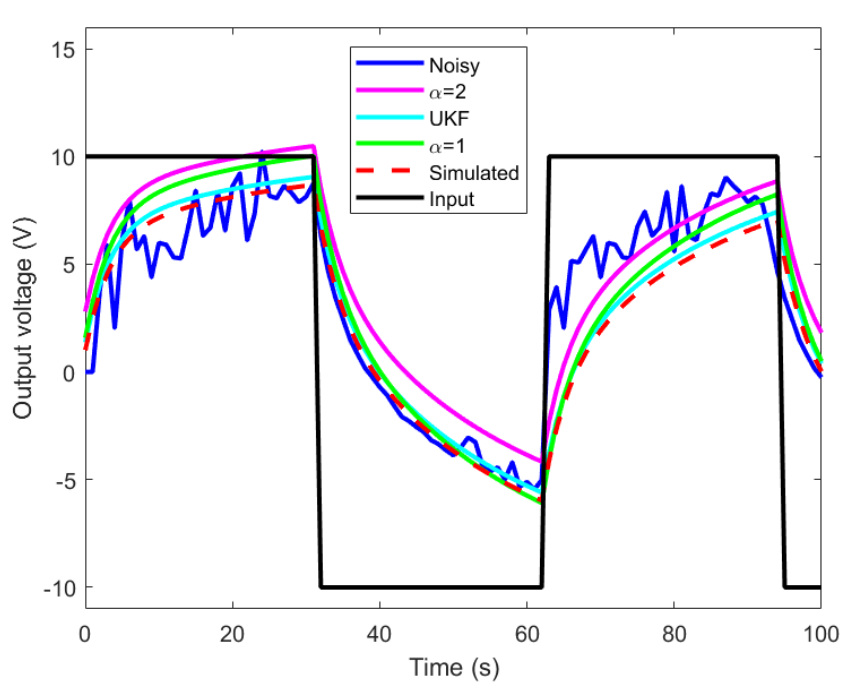 Output voltage (V)
15
10
5
0
-5
-10
Noisy
α=2
UKF
α=1
Simulated
Input
0 20 40 60 80 100
Time (s)